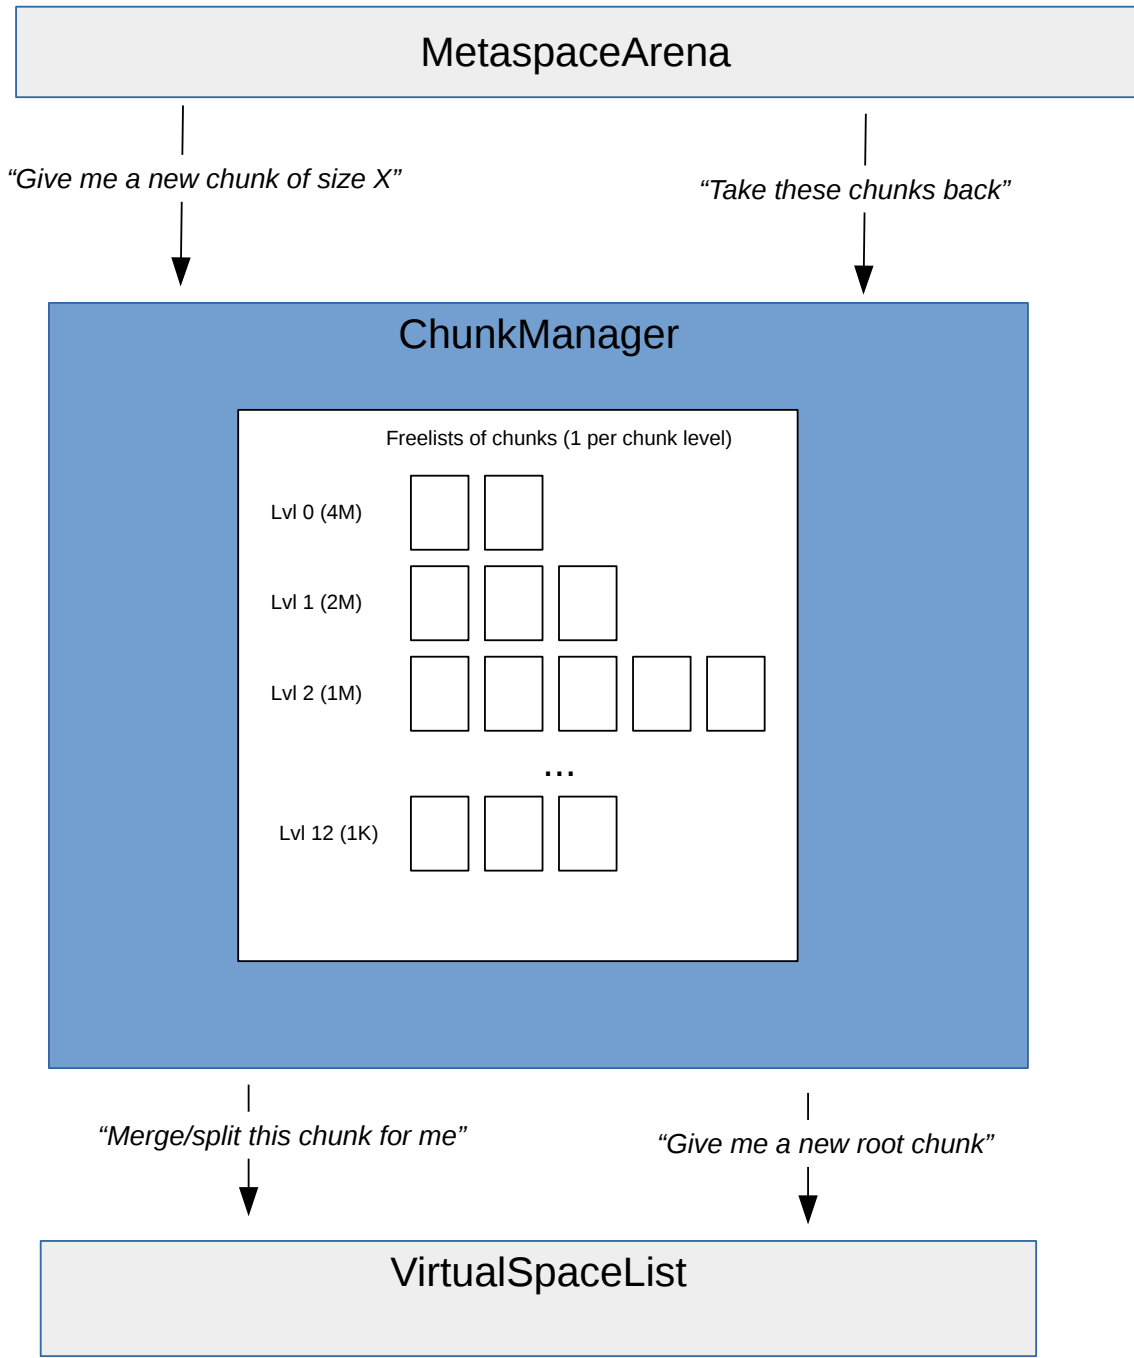 MetaspaceArena
“Give me a new chunk of size X”
“Take these chunks back”
ChunkManager
Freelists of chunks (1 per chunk level)
Lvl 0 (4M)
Lvl 1 (2M)
Lvl 2 (1M)
...
Lvl 12 (1K)
“Merge/split this chunk for me”
“Give me a new root chunk”
VirtualSpaceList